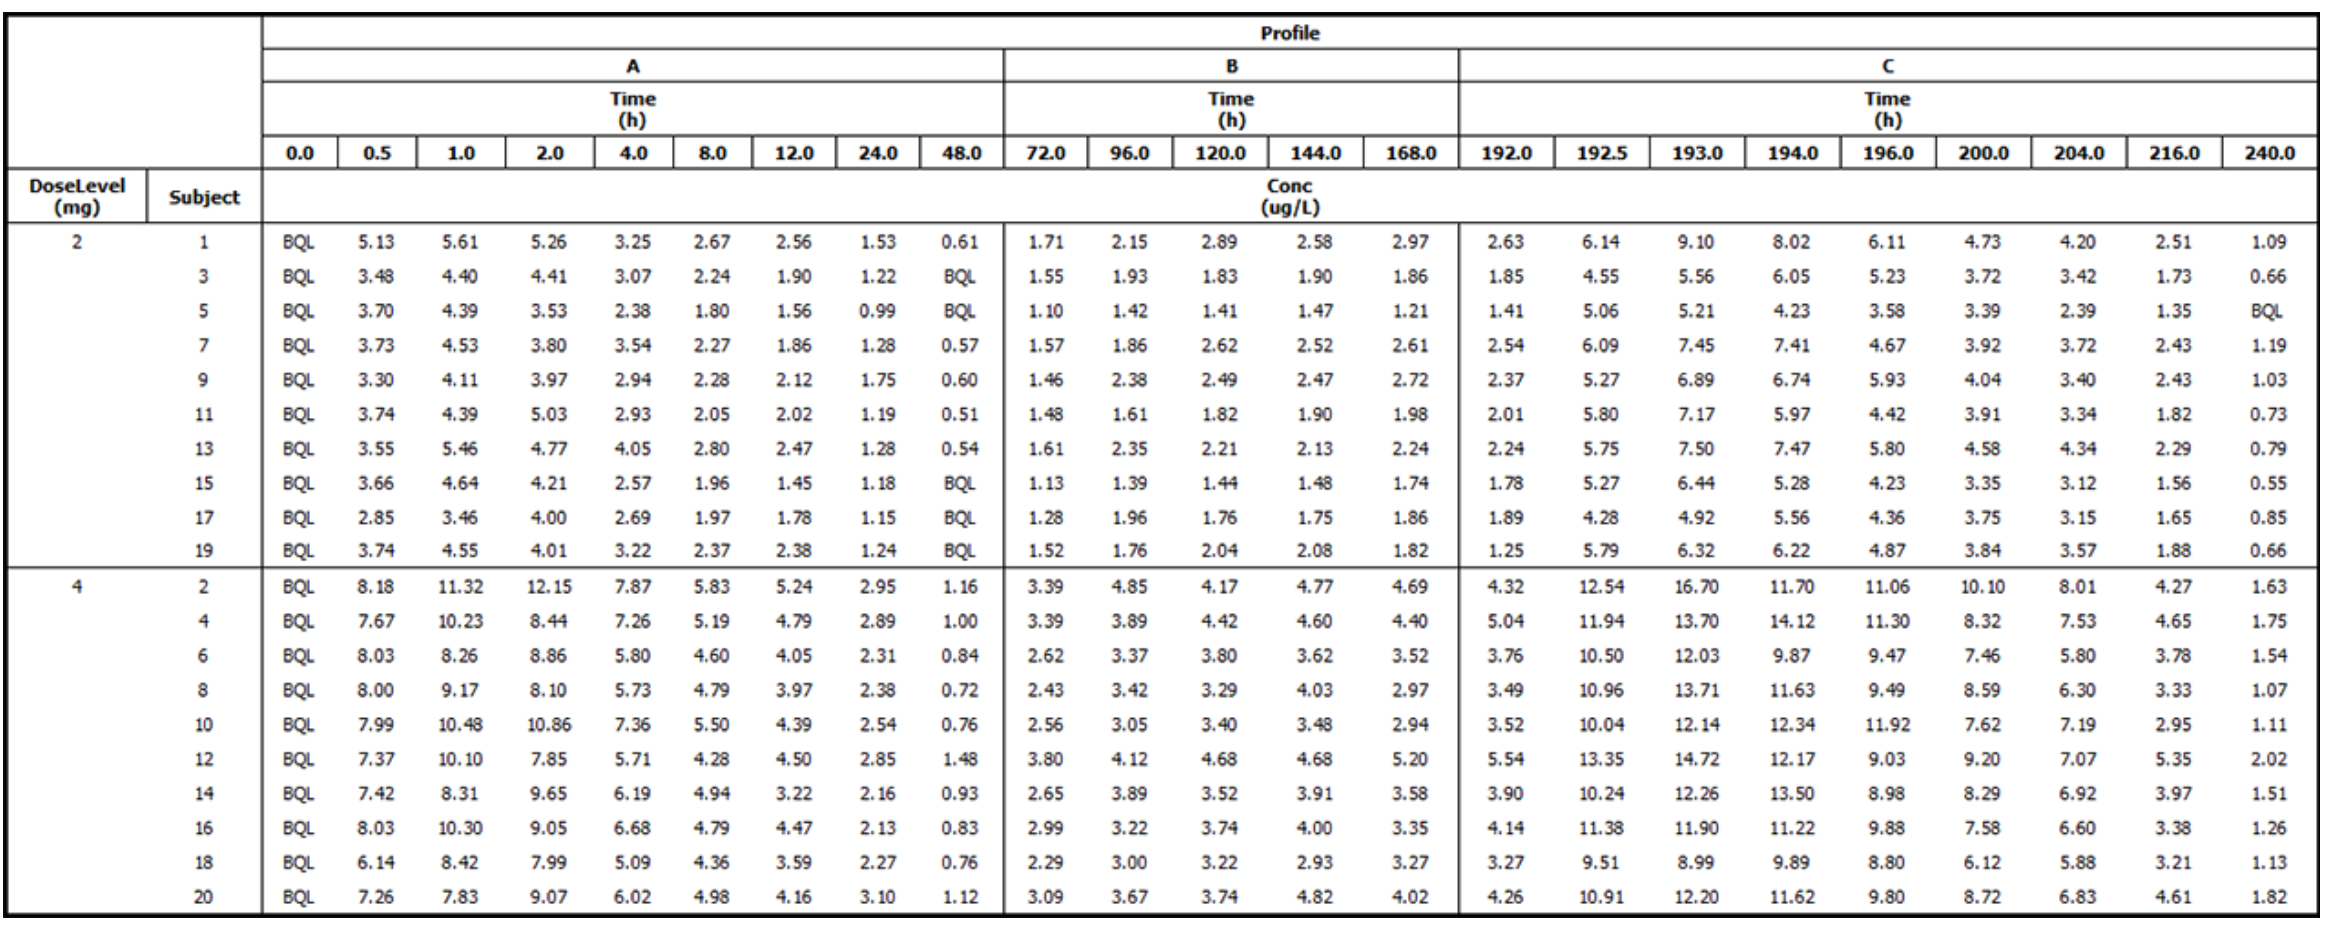 Profile
A B C
Time Time Time
(h) (h) (h)
0.0 0.5 1.0 2.0 4.0 8.0 12.0 24.0 48.0 72.0 96.0 120.0 144.0 168.0 192.0 192.5 193.0 194.0 196.0 200.0 204.0 216.0 240.0
DoseLevel Subject Conc
(mg) (ug/L)
2 1 BQL 5.13 5.61 5.26 3.25 2.67 2.56 1.53 0.61 1.71 2.15 2.89 2.58 2.97 2.63 6.14 9.10 8.02 6.11 4.73 4.20 2.51 1.09
3 BQL 3.48 4.40 4.41 3.07 2.24 1.90 1.22 BQL 1.55 1.93 1.83 1.90 1.86 1.85 4.55 5.56 6.05 5.23 3.72 3.42 1.73 0.66
5 BQL 3.70 4.39 3.53 2.38 1.80 1.56 0.99 BQL 1.10 1.42 1.41 1.47 1.21 1.41 5.06 5.21 4.23 3.58 3.39 2.39 1.35 BQL
7 BQL 3.73 4.53 3.80 3.54 2.27 1.86 1.28 0.57 1.57 1.86 2.62 2.52 2.61 2.54 6.09 7.45 7.41 4.67 3.92 3.72 2.43 1.19
9 BQL 3.30 4.11 3.97 2.94 2.28 2.12 1.75 0.60 1.46 2.38 2.49 2.47 2.72 2.37 5.27 6.89 6.74 5.93 4.04 3.40 2.43 1.03
11 BQL 3.74 4.39 5.03 2.93 2.05 2.02 1.19 0.51 1.48 1.61 1.82 1.90 1.98 2.01 5.80 7.17 5.97 4.42 3.91 3.34 1.82 0.73
13 BQL 3.55 5.46 4.77 4.05 2.80 2.47 1.28 0.54 1.61 2.35 2.21 2.13 2.24 2.24 5.75 7.50 7.47 5.80 4.58 4.34 2.29 0.79
15 BQL 3.66 4.64 4.21 2.57 1.96 1.45 1.18 BQL 1.13 1.39 1.44 1.48 1.74 1.78 5.27 6.44 5.28 4.23 3.35 3.12 1.56 0.55
17 BQL 2.85 3.46 4.00 2.69 1.97 1.78 1.15 BQL 1.28 1.96 1.76 1.75 1.86 1.89 4.28 4.92 5.56 4.36 3.75 3.15 1.65 0.85
19 BQL 3.74 4.55 4.01 3.22 2.37 2.38 1.24 BQL 1.52 1.76 2.04 2.08 1.82 1.25 5.79 6.32 6.22 4.87 3.84 3.57 1.88 0.66
4 2 BQL 8.18 11.32 12.15 7.87 5.83 5.24 2.95 1.16 3.39 4.85 4.17 4.77 4.69 4.32 12.54 16.70 11.70 11.06 10.10 8.01 4.27 1.63
4 BQL 7.67 10.23 8.44 7.26 5.19 4.79 2.89 1.00 3.39 3.89 4.42 4.60 4.40 5.04 11.94 13.70 14.12 11.30 8.32 7.53 4.65 1.75
6 BQL 8.03 8.26 8.86 5.80 4.60 4.05 2.31 0.84 2.62 3.37 3.80 3.62 3.52 3.76 10.50 12.03 9.87 9.47 7.46 5.80 3.78 1.54
8 BQL 8.00 9.17 8.10 5.73 4.79 3.97 2.38 0.72 2.43 3.42 3.29 4.03 2.97 3.49 10.96 13.71 11.63 9.49 8.59 6.30 3.33 1.07
10 BQL 7.99 10.48 10.86 7.36 5.50 4.39 2.54 0.76 2.56 3.05 3.40 3.48 2.94 3.52 10.04 12.14 12.34 11.92 7.62 7.19 2.95 1.11
12 BQL 7.37 10.10 7.85 5.71 4.28 4.50 2.85 1.48 3.80 4.12 4.68 4.68 5.20 5.54 13.35 14.72 12.17 9.03 9.20 7.07 5.35 2.02
14 BQL 7.42 8.31 9.65 6.19 4.94 3.22 2.16 0.93 2.65 3.89 3.52 3.91 3.58 3.90 10.24 12.26 13.50 8.98 8.29 6.92 3.97 1.51
16 BQL 8.03 10.30 9.05 6.68 4.79 4.47 2.13 0.83 2.99 3.22 3.74 4.00 3.35 4.14 11.38 11.90 11.22 9.88 7.58 6.60 3.38 1.26
18 BQL 6.14 8.42 7.99 5.09 4.36 3.59 2.27 0.76 2.29 3.00 3.22 2.93 3.27 3.27 9.51 8.99 9.89 8.80 6.12 5.88 3.21 1.13
20 BQL 7.26 7.83 9.07 6.02 4.98 4.16 3.10 1.12 3.09 3.67 3.74 4.82 4.02 4.26 10.91 12.20 11.62 9.80 8.72 6.83 4.61 1.82